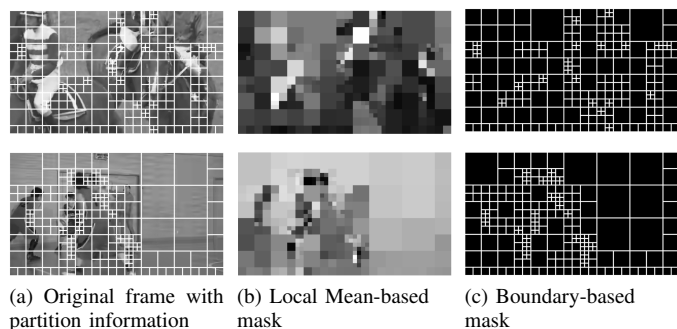 (a) Original frame with
partition information
(b) Local Mean-based
mask
(c) Boundary-based
mask